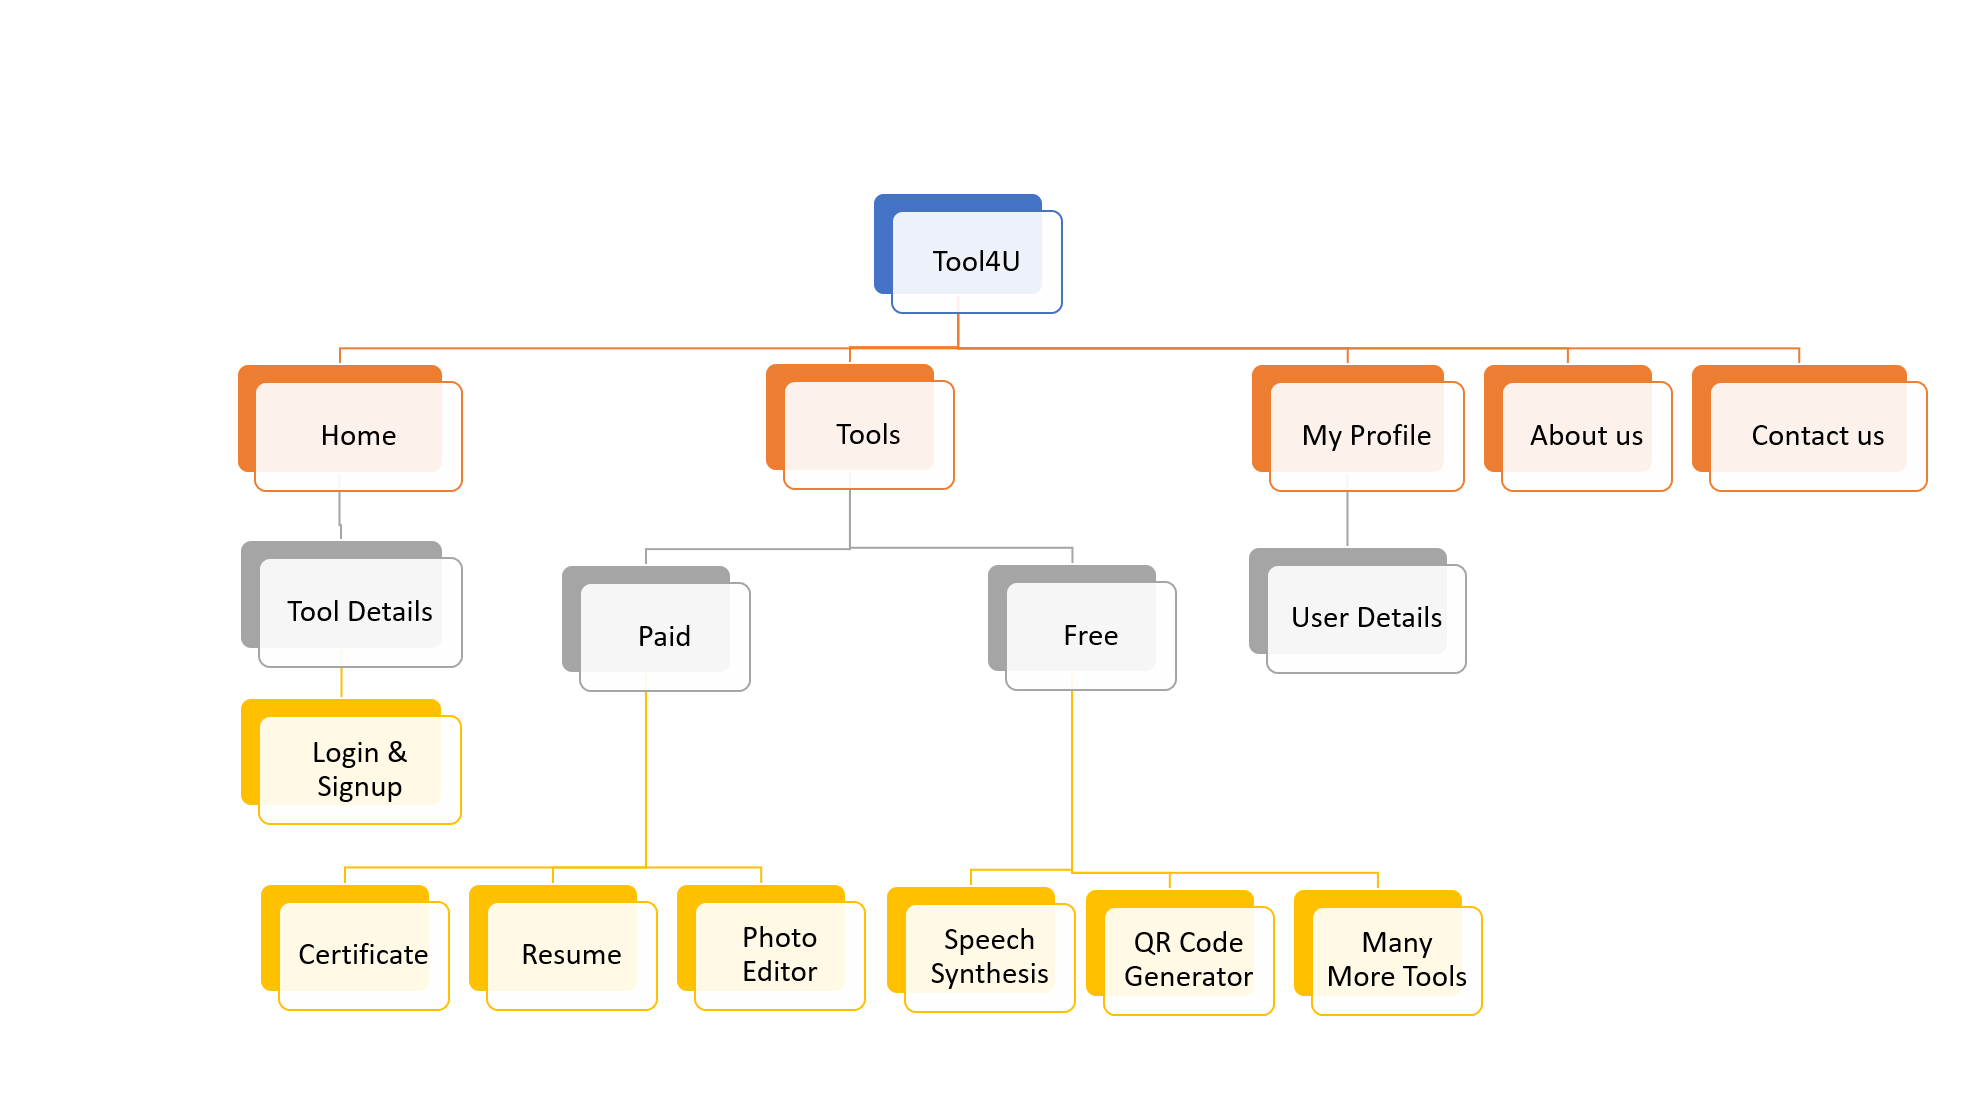 Tool4U
Home
Tools
My Profile
About us
Contact us
Tool Details
Paid
Free
User Details
Login &
Signup
Certificate
Resume
Photo
Editor
Speech
Synthesis
QR Code
Generator
Many
More Tools